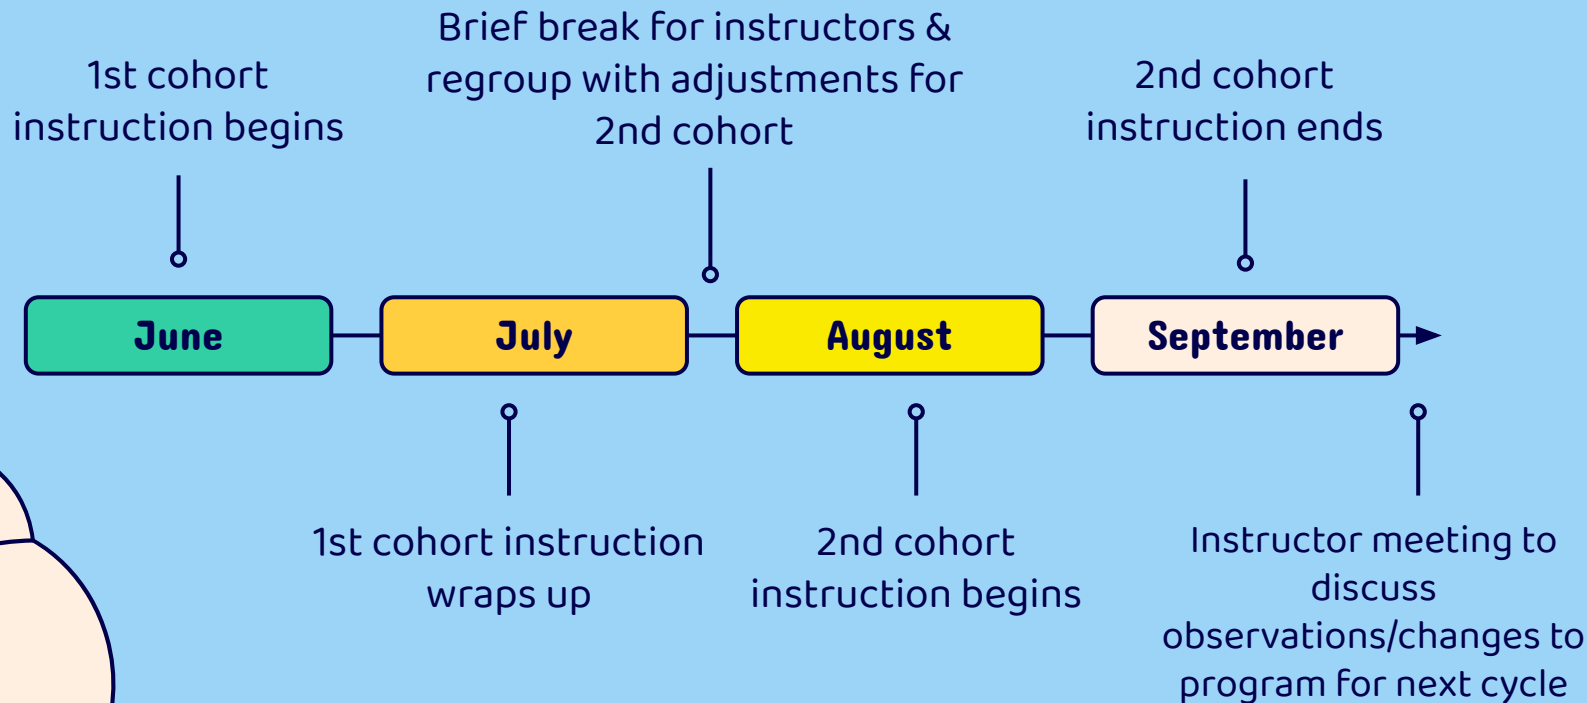 1st cohort
instruction begins
Brief break for instructors &
regroup with adjustments for
2nd cohort
2nd cohort
instruction ends
June
July
August
September
1st cohort instruction
wraps up
2nd cohort
instruction begins
Instructor meeting to
discuss
observations/changes to
program for next cycle